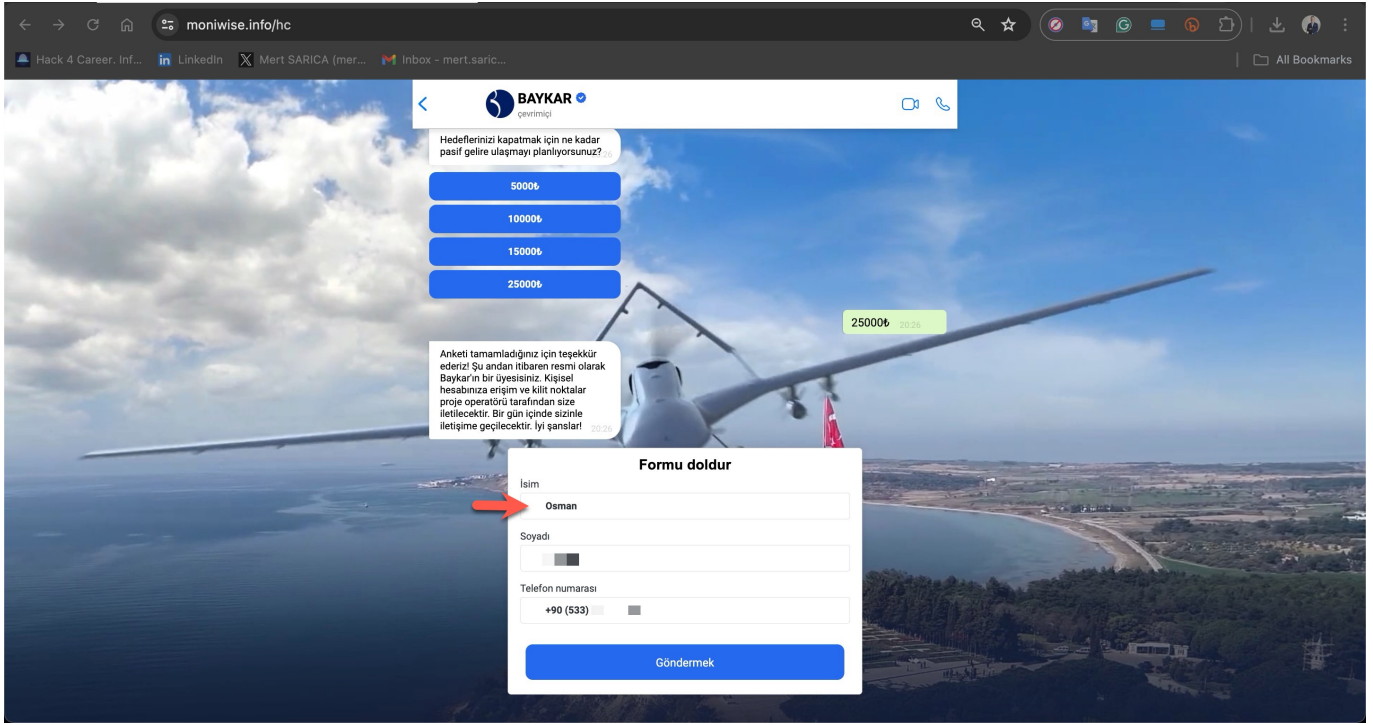 moniwise.info/hc
Hack 4 Career. Inf...
LinkedIn
Mert SARICA (mer...
Inbox - mert.saric...
All Bookmarks
BAYKAR
çevrimiçi
Hedeflerinizi kapatmak için ne kadar
pasif gelire ulaşmayı planlıyorsunuz?
5000₺
10000₺
15000₺
25000₺
25000₺ 20:26
Anketi tamamladığınız için teşekkür
ederiz! Şu andan itibaren resmi olarak
Baykar'ın bir üyesisiniz. Kişisel
hesabınıza erişim ve kilit noktalar
proje operatörü tarafından size
iletilecektir. Bir gün içinde sizinle
iletişime geçilecektir. İyi şanslar! 20:26
Formu doldur
İsim
Osman
Soyadı
Telefon numarası
+90 (533)
Göndermek